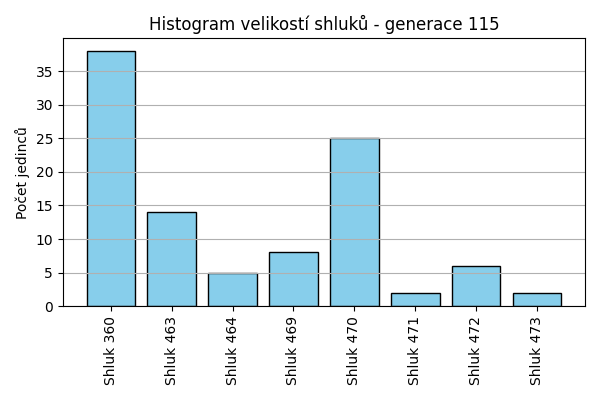 Histogram velikostí shluků - generace 115
Počet jedinců
35
30
25
20
15
10
5
0
Shluk 360
Shluk 463
Shluk 464
Shluk 469
Shluk 470
Shluk 471
Shluk 472
Shluk 473